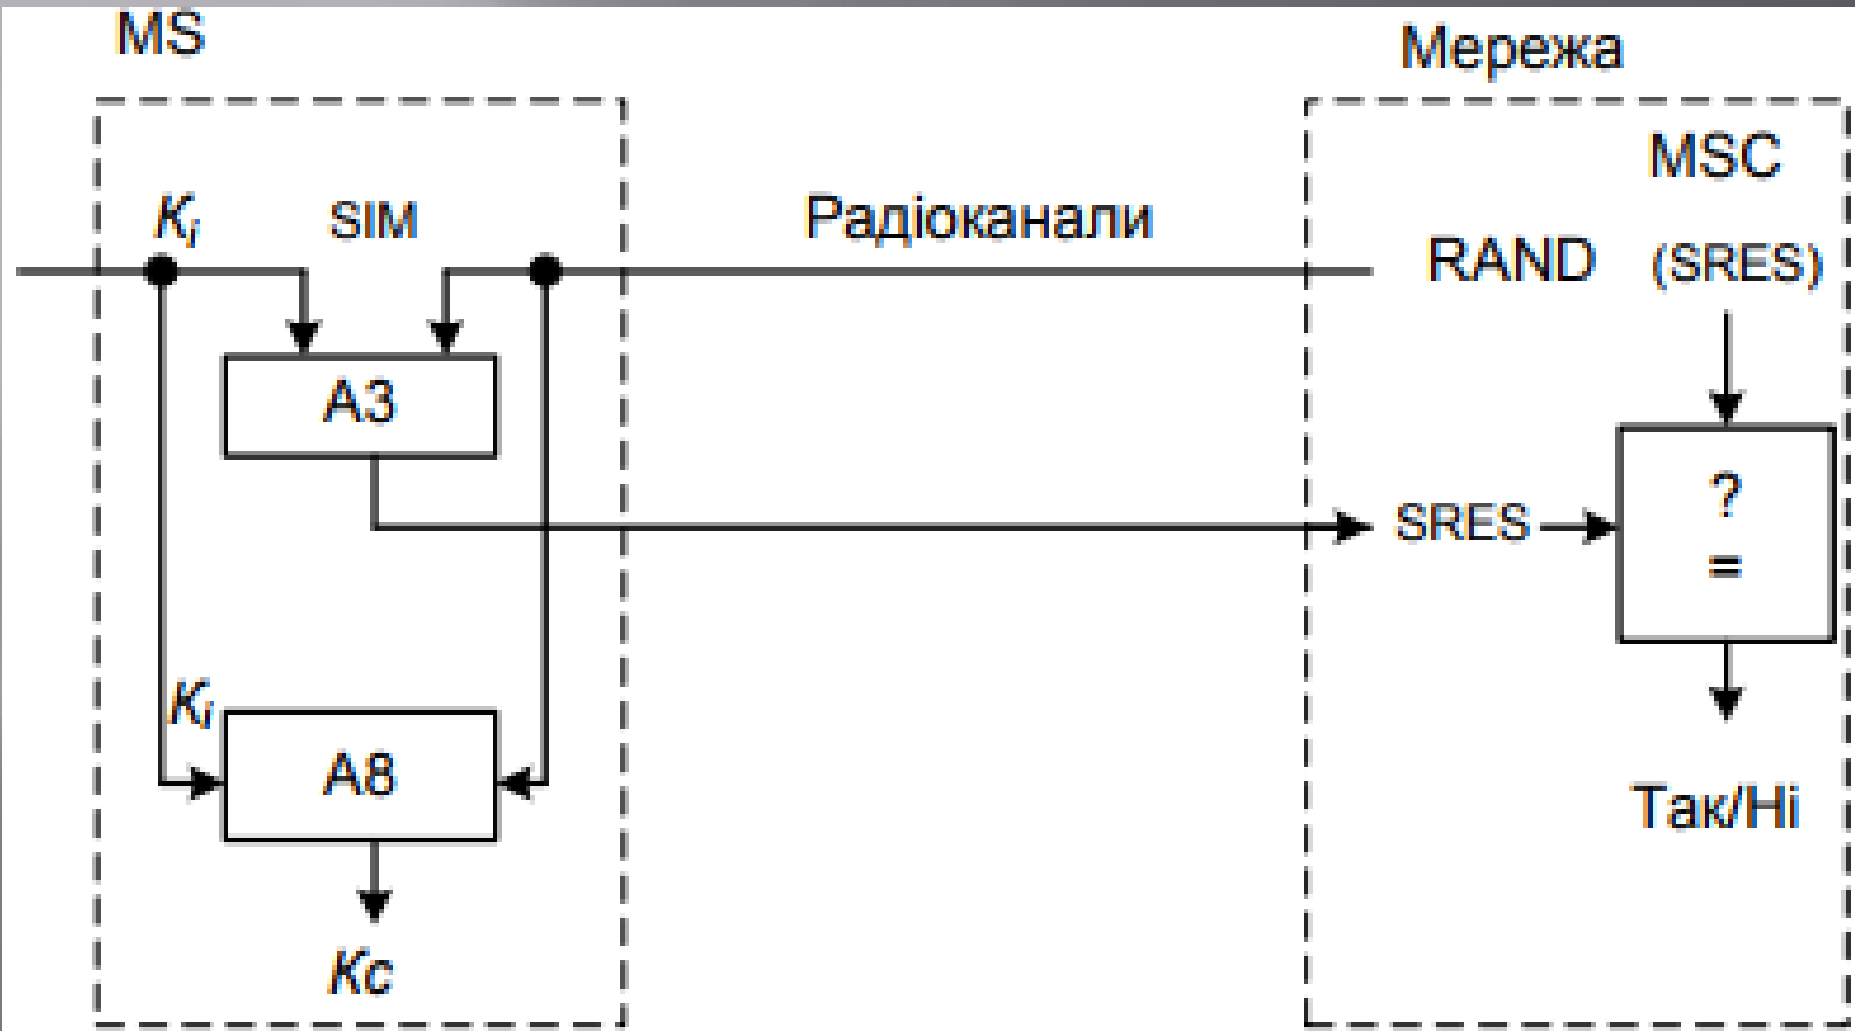 MS
Мережа
MSC
Ki SIM
Радіоканали
RAND (SRES)
A3
SRES
?
=
Ki
A8
Так/Ні
Kc